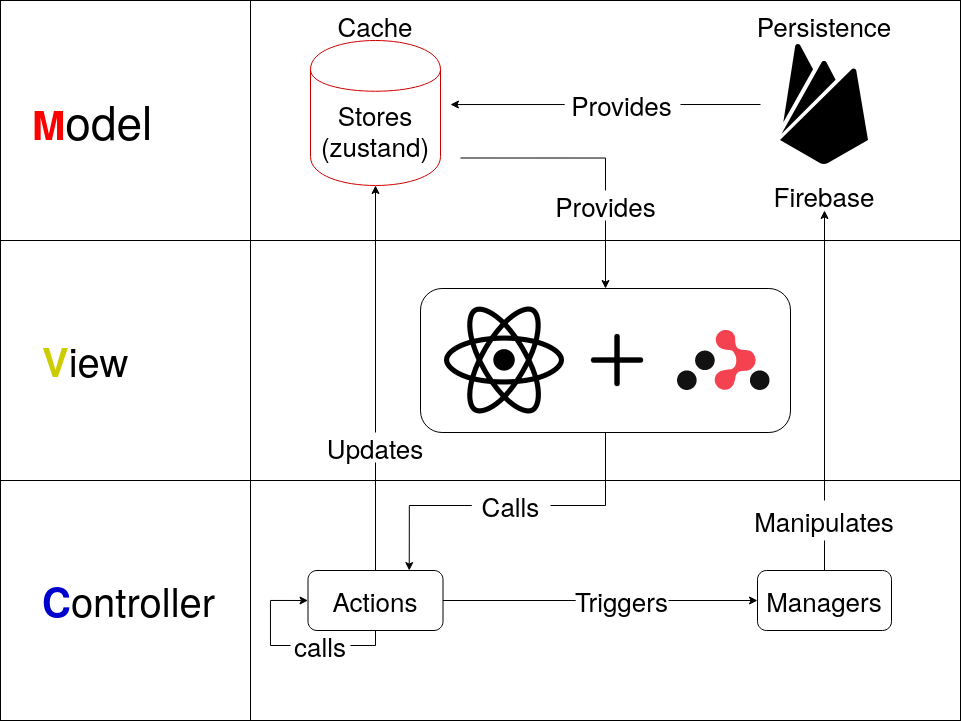 Cache
Persistence
Model
Stores
(zustand)
Provides
Provides
Firebase
View
Updates
Calls
Manipulates
Controller
Actions
Triggers
Managers
calls